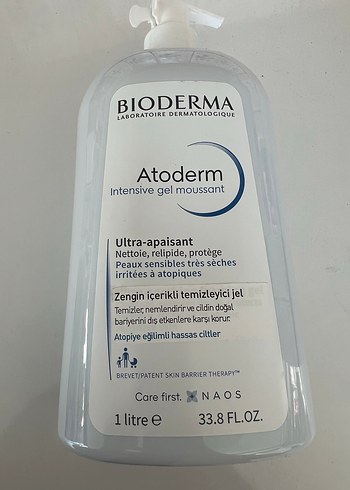 BIODERMA
LABORATOIRE DERMATOLOGIQUE
Atoderm
Intensive gel moussant
Ultra-apaisant
Nettoie, relipide, protège
Peaux sensibles très sèches
irritées à atopiques
Zengin içerikli temizleyici jel
Temizler, nemlendirir ve cildin doğal
bariyerini dış etkenlere karşı korur.
Atopiye eğilimli hassas ciltler
BREVET/PATENT SKIN BARRIER THERAPY™
Care first. NAOS
1 litre ℮ 33.8 FL.OZ.